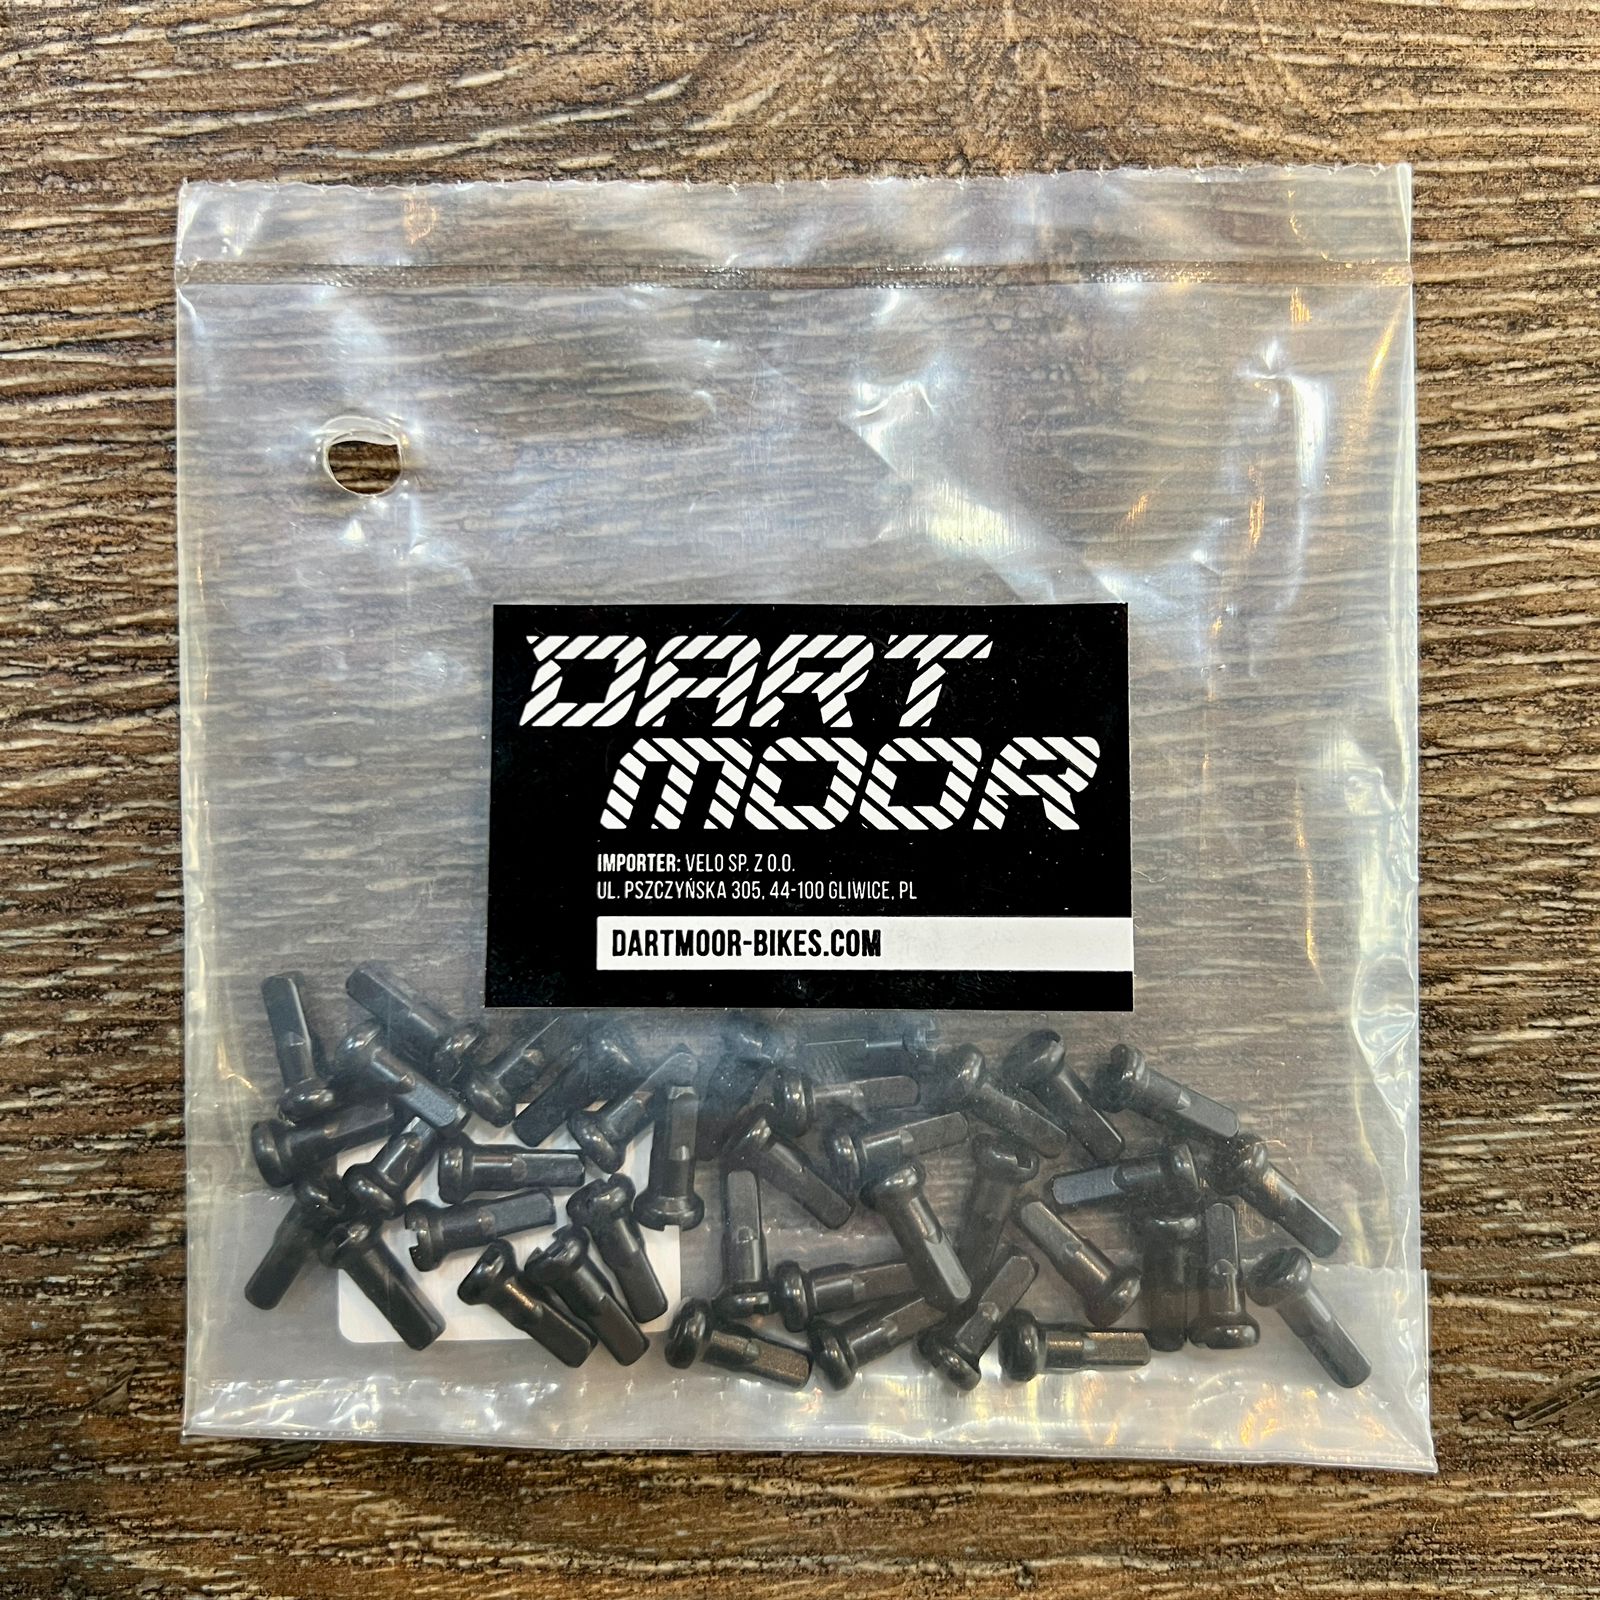 DART
MOOR
IMPORTER: VELO SP. Z O.O.
UL. PSZCZYŃSKA 305, 44-100 GLIWICE, PL
DARTMOOR-BIKES.COM